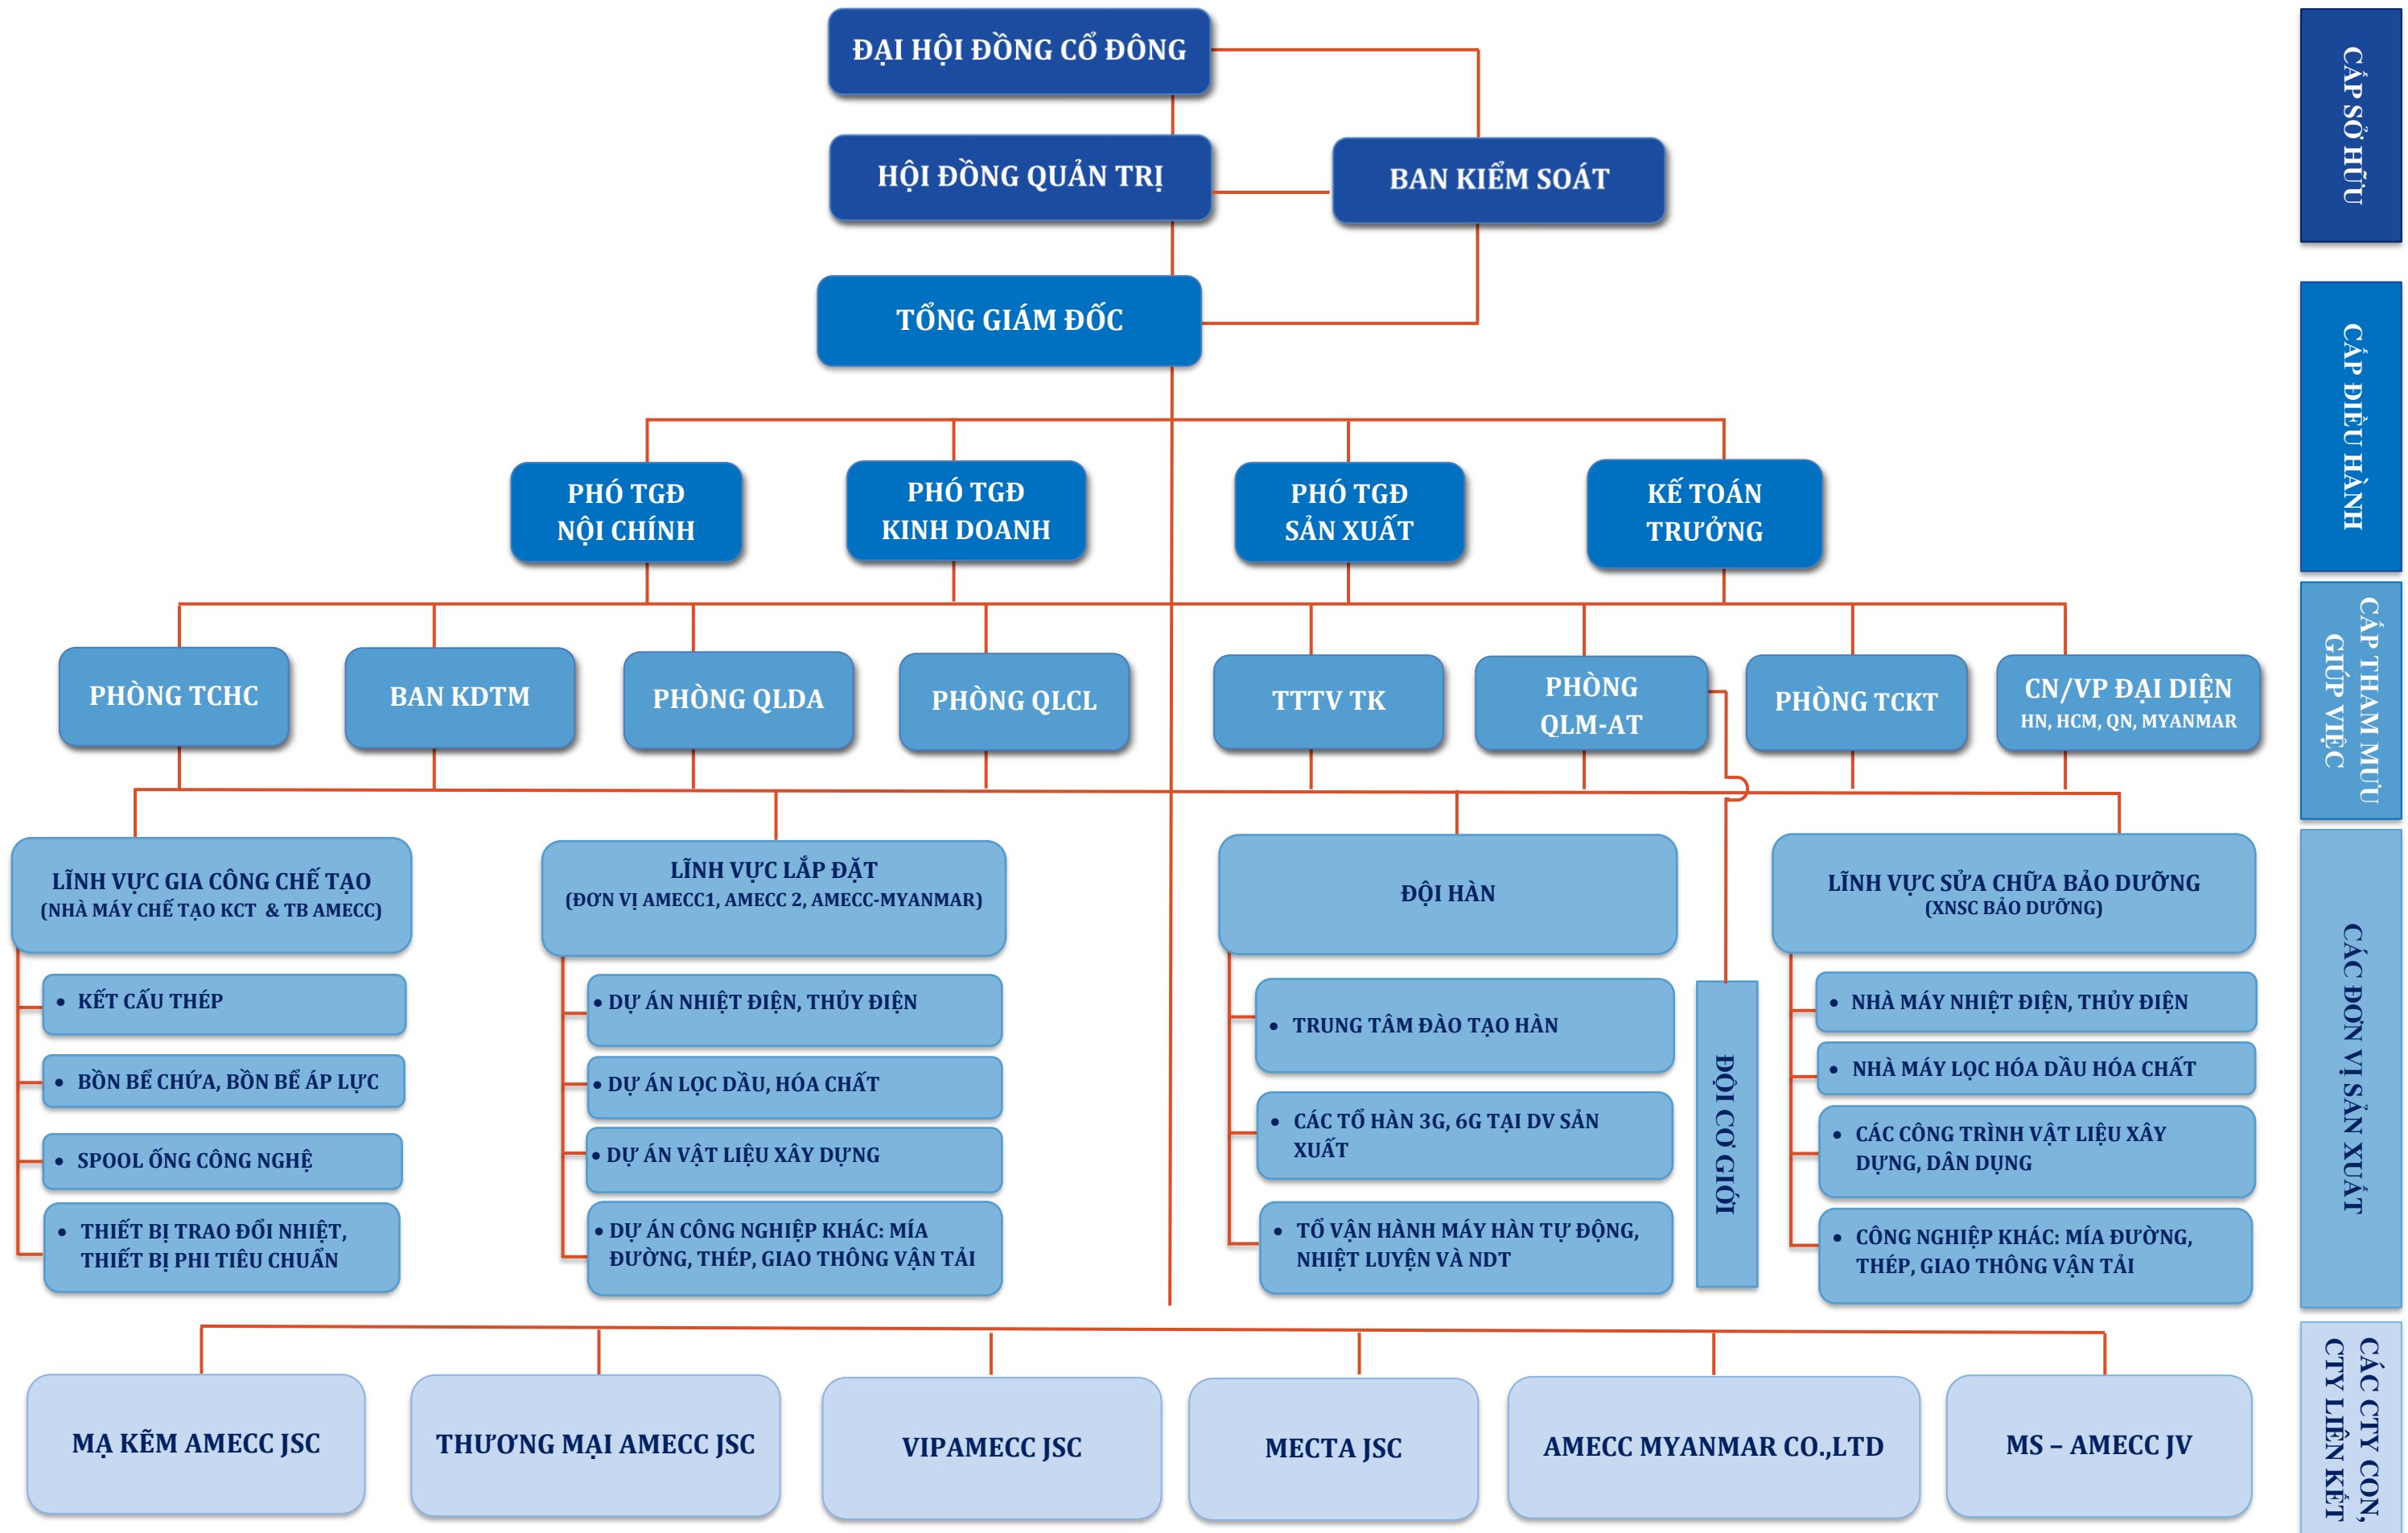 ĐẠI HỘI ĐỒNG CỔ ĐÔNG
HỘI ĐỒNG QUẢN TRỊ
BAN KIỂM SOÁT
CẤP SỞ HỮU
TỔNG GIÁM ĐỐC
PHÓ TGĐ
NỘI CHÍNH
PHÓ TGĐ
KINH DOANH
PHÓ TGĐ
SẢN XUẤT
KẾ TOÁN
TRƯỞNG
CẤP ĐIỀU HÀNH
PHÒNG TCHC
BAN KDTM
PHÒNG QLDA
PHÒNG QLCL
TTTV TK
PHÒNG
QLM-AT
PHÒNG TCKT
CN/VP ĐẠI DIỆN
HN, HCM, QN, MYANMAR
CẤP THAM MƯU
GIÚP VIỆC
LĨNH VỰC GIA CÔNG CHẾ TẠO
(NHÀ MÁY CHẾ TẠO KCT & TB AMECC)
• KẾT CẤU THÉP
• BỒN BỂ CHỨA, BỒN BỂ ÁP LỰC
• SPOOL ỐNG CÔNG NGHỆ
• THIẾT BỊ TRAO ĐỔI NHIỆT,
THIẾT BỊ PHI TIÊU CHUẨN
LĨNH VỰC LẮP ĐẶT
(ĐƠN VỊ AMECC1, AMECC 2, AMECC-MYANMAR)
• DỰ ÁN NHIỆT ĐIỆN, THỦY ĐIỆN
• DỰ ÁN LỌC DẦU, HÓA CHẤT
• DỰ ÁN VẬT LIỆU XÂY DỰNG
• DỰ ÁN CÔNG NGHIỆP KHÁC: MÍA
ĐƯỜNG, THÉP, GIAO THÔNG VẬN TẢI
ĐỘI HÀN
• TRUNG TÂM ĐÀO TẠO HÀN
• CÁC TỔ HÀN 3G, 6G TẠI DV SẢN
XUẤT
• TỔ VẬN HÀNH MÁY HÀN TỰ ĐỘNG,
NHIỆT LUYỆN VÀ NDT
ĐỘI CƠ GIỚI
LĨNH VỰC SỬA CHỮA BẢO DƯỠNG
(XNSC BẢO DƯỠNG)
• NHÀ MÁY NHIỆT ĐIỆN, THỦY ĐIỆN
• NHÀ MÁY LỌC HÓA DẦU HÓA CHẤT
• CÁC CÔNG TRÌNH VẬT LIỆU XÂY
DỰNG, DÂN DỤNG
• CÔNG NGHIỆP KHÁC: MÍA ĐƯỜNG,
THÉP, GIAO THÔNG VẬN TẢI
CÁC ĐƠN VỊ SẢN XUẤT
MẠ KẼM AMECC JSC
THƯƠNG MẠI AMECC JSC
VIPAMECC JSC
MECTA JSC
AMECC MYANMAR CO.,LTD
MS – AMECC JV
CÁC CTY CON,
CTY LIÊN KẾT